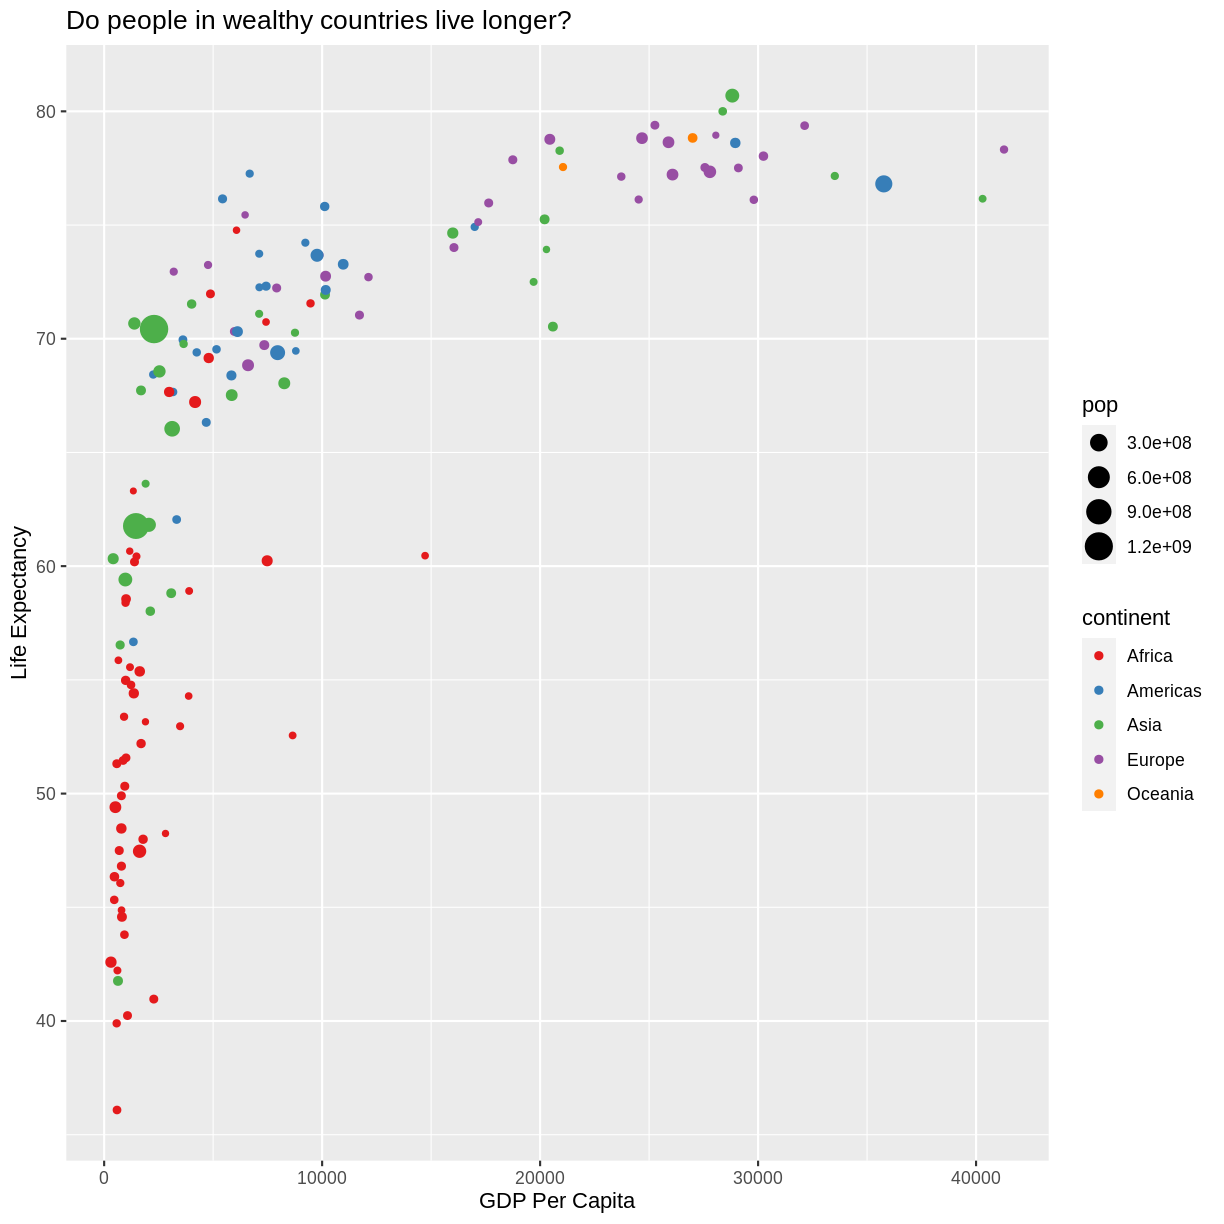 Do people in wealthy countries live longer?
80
70
60
50
40
Life Expectancy
0 10000 20000 30000 40000
GDP Per Capita
pop
3.0e+08
6.0e+08
9.0e+08
1.2e+09
continent
Africa
Americas
Asia
Europe
Oceania